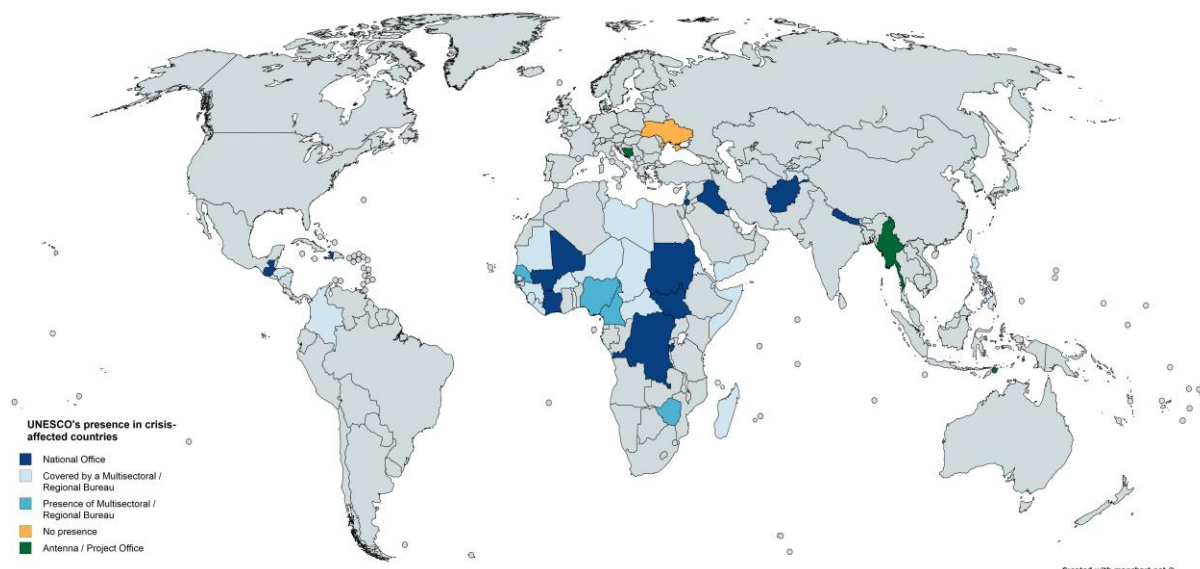 UNESCO's presence in crisis-
affected countries
National Office
Covered by a Multisectoral /
Regional Bureau
Presence of Multisectoral /
Regional Bureau
No presence
Antenna / Project Office